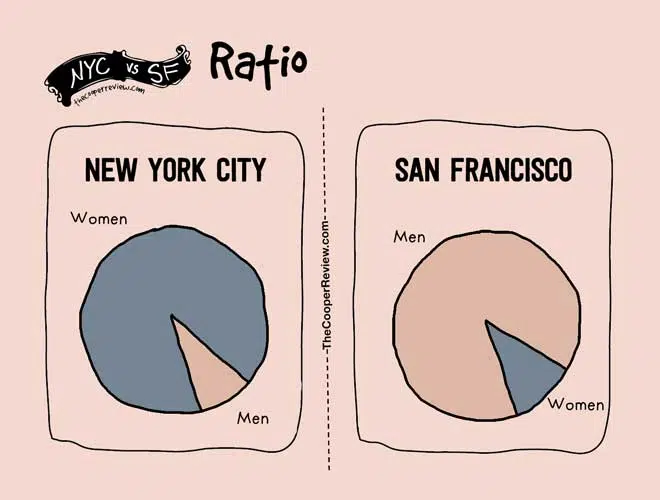 NYC vs SF Ratio
thecooperreview.com
NEW YORK CITY
Women
Men
TheCooperReview.com
SAN FRANCISCO
Men
Women